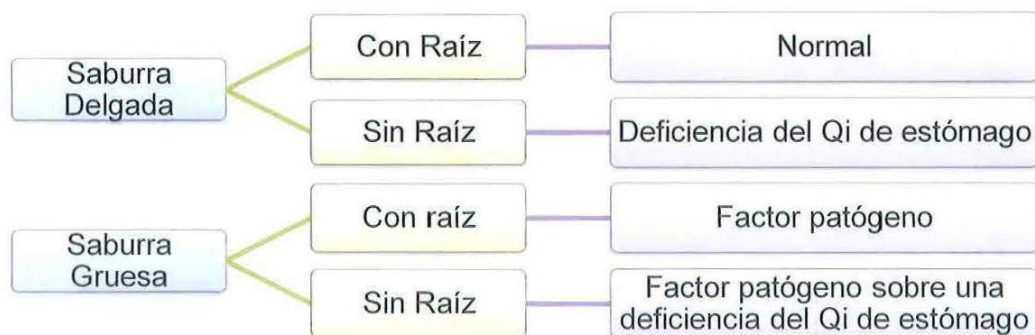 Saburra
Delgada
Con Raíz
Normal
Sin Raíz
Deficiencia del Qi de estómago
Saburra
Gruesa
Con raíz
Factor patógeno
Sin Raíz
Factor patógeno sobre una
deficiencia del Qi de estómago